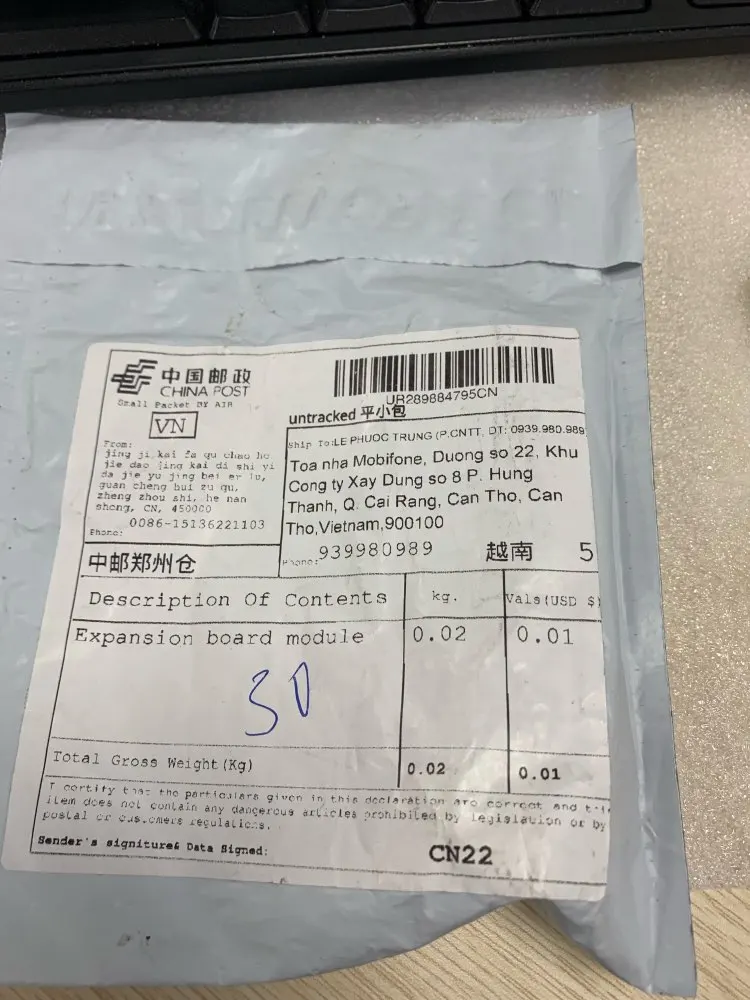 中国邮政
CHINA POST
Small Packet BY AIR
VN
UR289884795CN
untracked 平小包
From:
jing ji kai fa qu chao he
jie dao jing kai di shi yi
da jie yu jing bei er lu,
guan cheng hui zu qu,
zheng zhou shi, he nan
sheng, CN, 450000
0086-15136221103
Phone:
Ship To:LE PHUOC TRUNG (P.CNTT, DT: 0939.980.989
Toa nha Mobifone, Duong so 22, Khu
Cong ty Xay Dung so 8 P. Hung
Thanh, Q. Cai Rang, Can Tho, Can
Tho,Vietnam,900100
Phone:939980989 越南 5
中邮郑州仓
Description Of Contents kg. Vals(USD $)
Expansion board module 0.02 0.01
30
Total Gross Weight(Kg) 0.02 0.01
I certify that the particulars given in this declaration are correct and this
item does not contain any dangerous articles prohibited by legislation or by
postal or customers regulations.
Sender's signiture& Data Signed: CN22